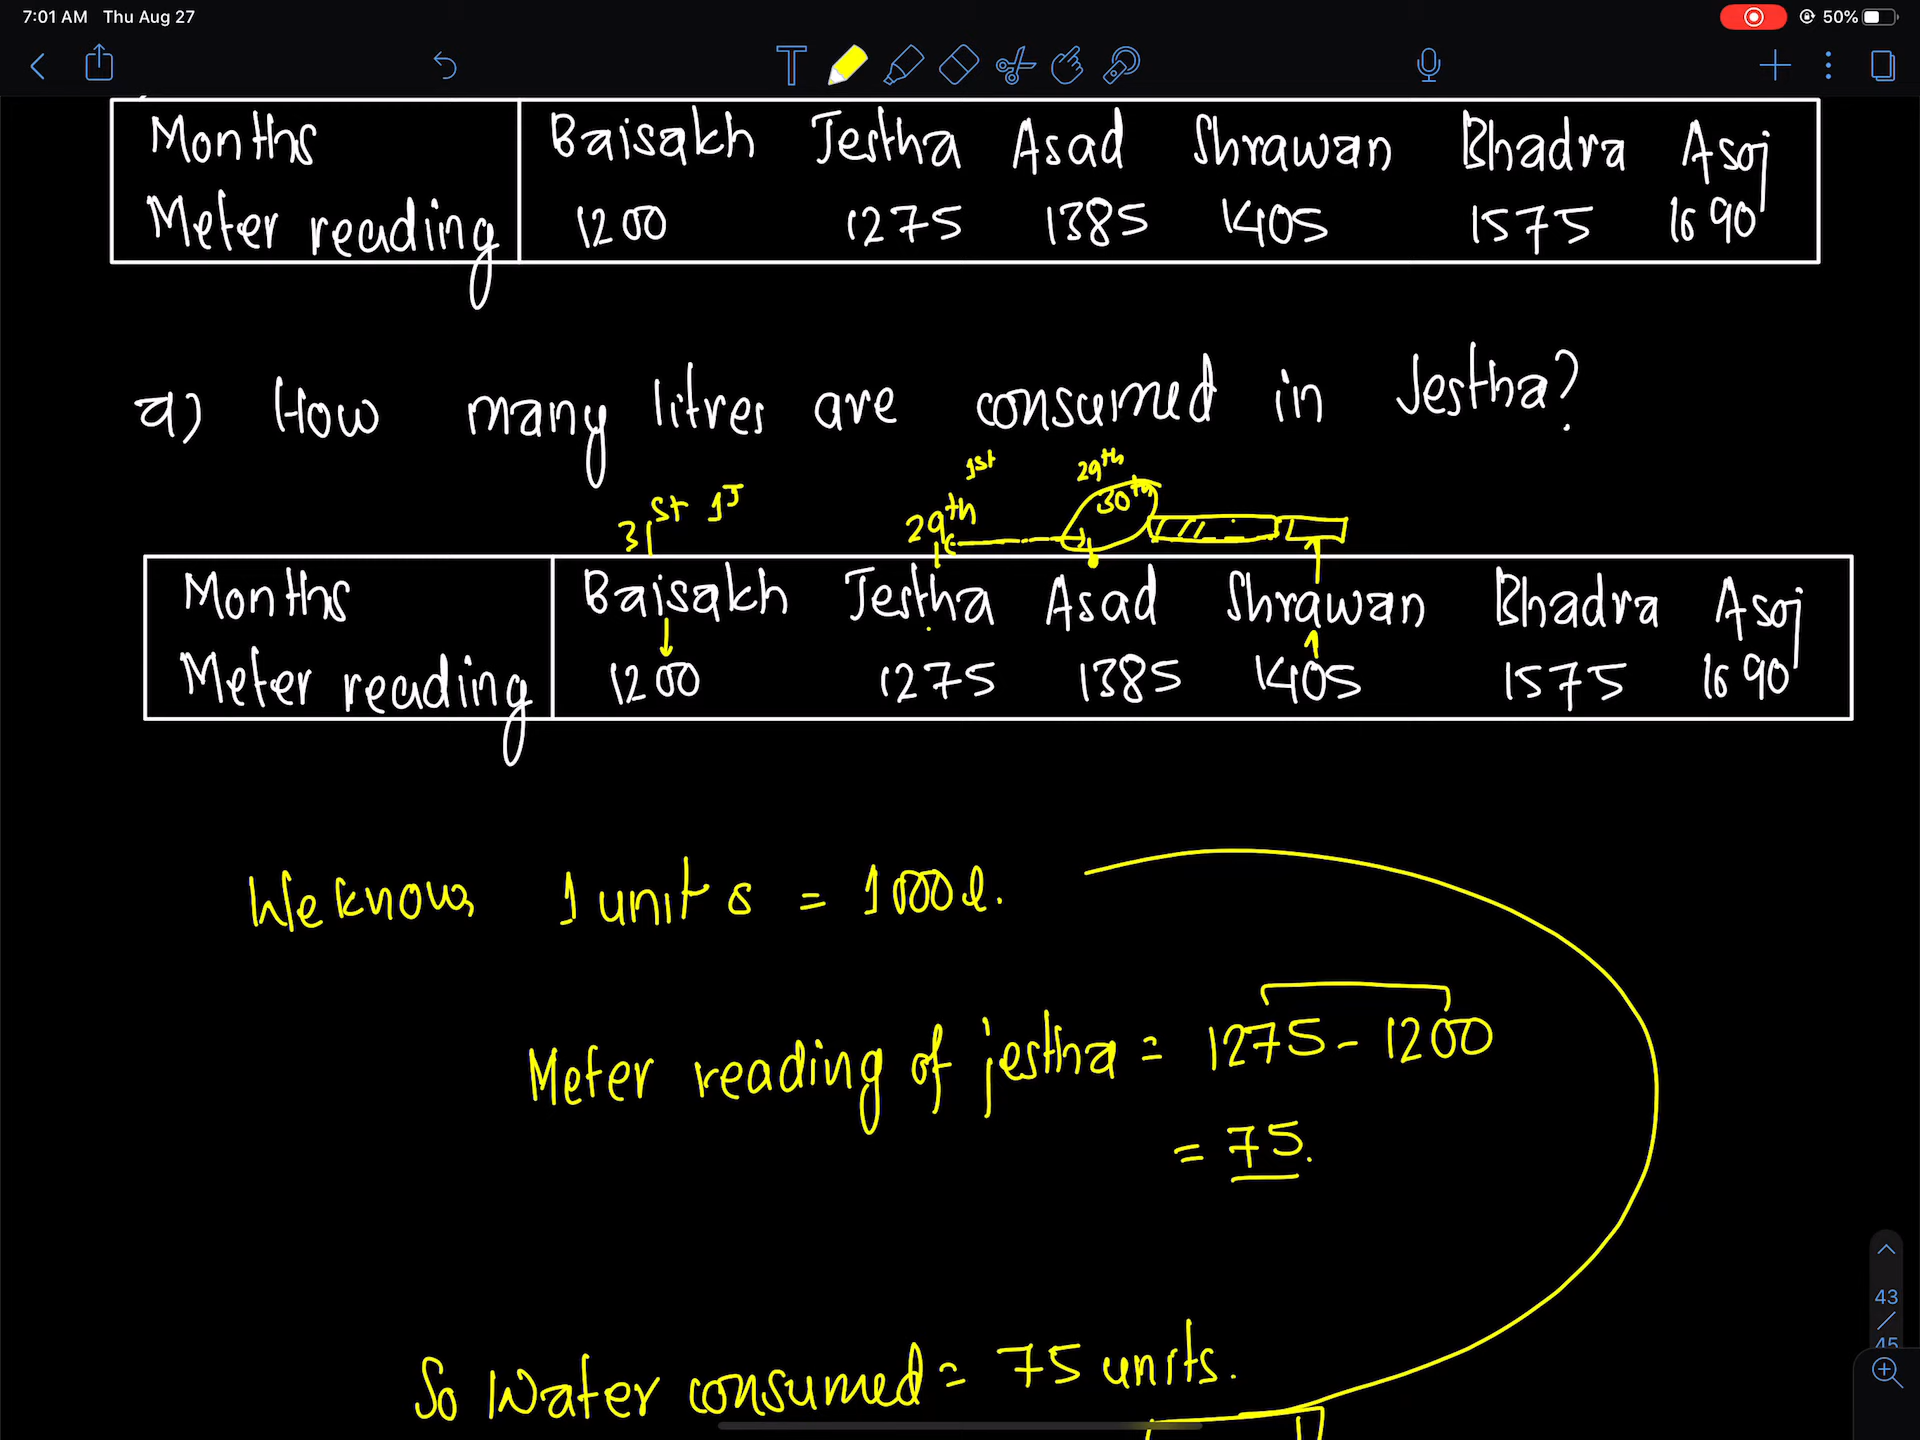 7:01 AM Thu Aug 27
50%
Months Baisakh Jestha Asad Shrawan Bhadra Asoj
Meter reading 1200 1275 1385 1405 1575 1690
a) How many litres are consumed in Jestha?
31st 1st 29th 1st 29th 30th
Months Baisakh Jestha Asad Shrawan Bhadra Asoj
Meter reading 1200 1275 1385 1405 1575 1690
We know, 1 units = 1000l.
Meter reading of jestha = 1275 - 1200
= 75.
So Water consumed = 75 units.
43
/
45